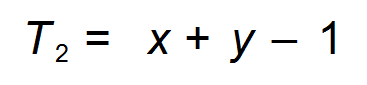 T₂ = x + y – 1